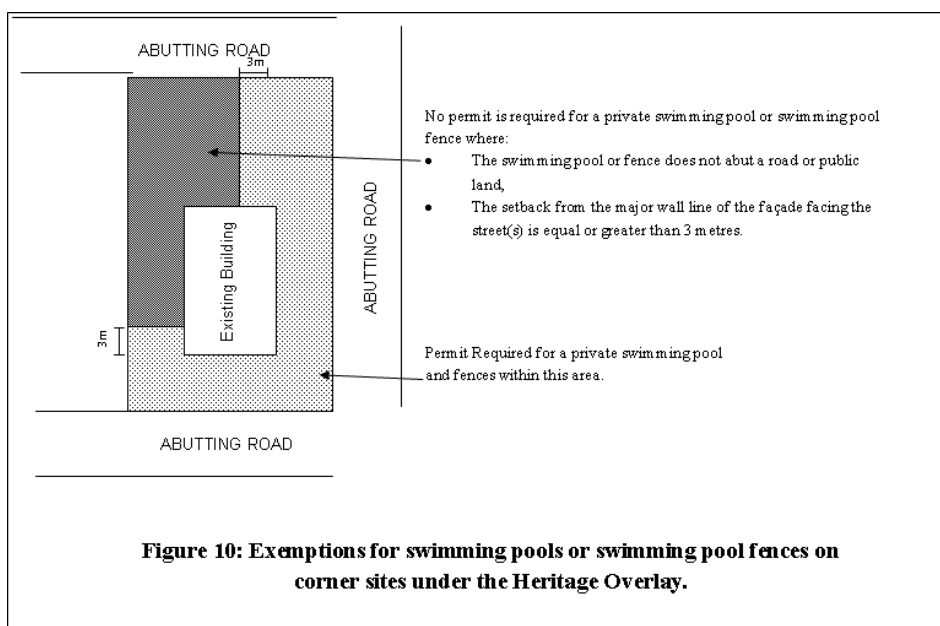 ABUTTING ROAD
3m
No permit is required for a private swimming pool or swimming pool
fence where:
• The swimming pool or fence does not abut a road or public
land,
• The setback from the major wall line of the façade facing the
street(s) is equal or greater than 3 metres.
ABUTTING ROAD
Existing Building
3m
Permit Required for a private swimming pool
and fences within this area.
ABUTTING ROAD
Figure 10: Exemptions for swimming pools or swimming pool fences on
corner sites under the Heritage Overlay.